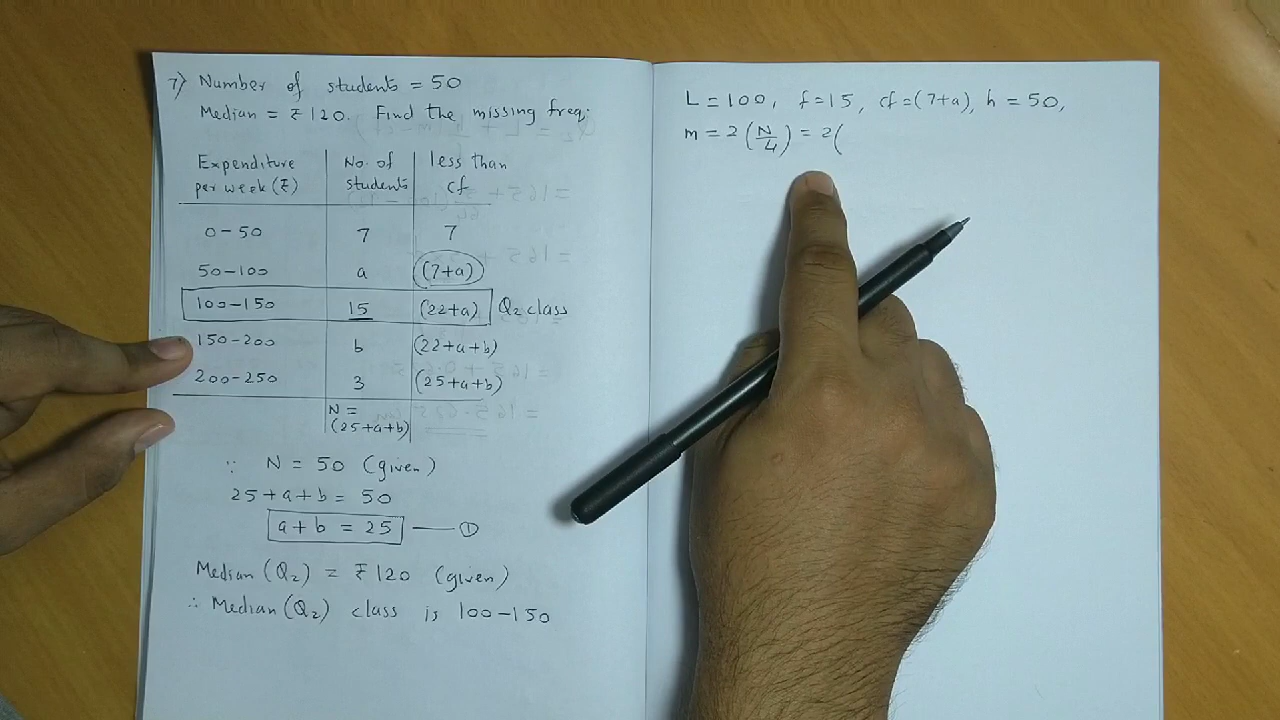 7) Number of students = 50
Median = ₹120. Find the missing freq:
Expenditure per week (₹) No. of students less than cf
0-50 7 7
50-100 a (7+a)
100-150 15 (22+a) Q₂ class
150-200 b (22+a+b)
200-250 3 (25+a+b)
N = (25+a+b)
∵ N = 50 (given)
25+a+b = 50
a+b = 25 —— ①
Median (Q₂) = ₹120 (given)
∴ Median (Q₂) class is 100-150
L = 100, f = 15, cf = (7+a), h = 50,
m = 2(N/4) = 2(